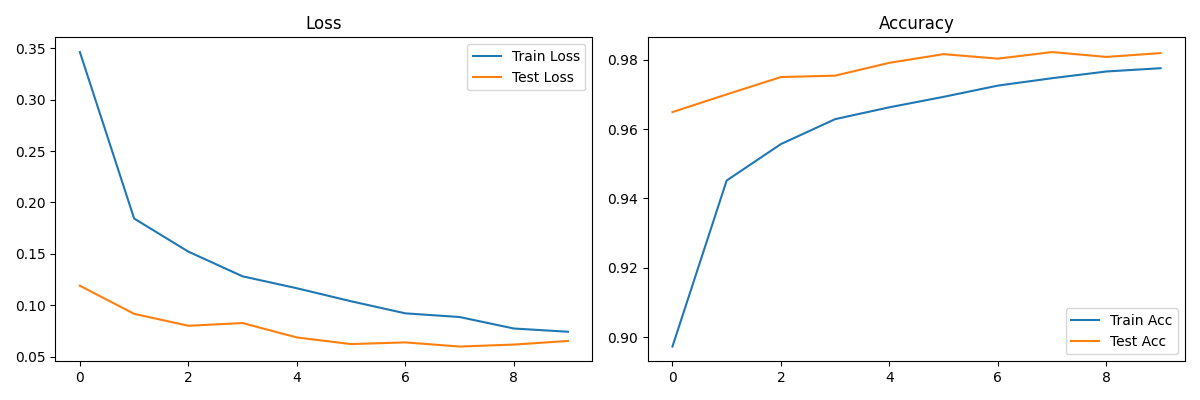 Loss
0.35
0.30
0.25
0.20
0.15
0.10
0.05
0 2 4 6 8
Train Loss
Test Loss
Accuracy
0.98
0.96
0.94
0.92
0.90
0 2 4 6 8
Train Acc
Test Acc